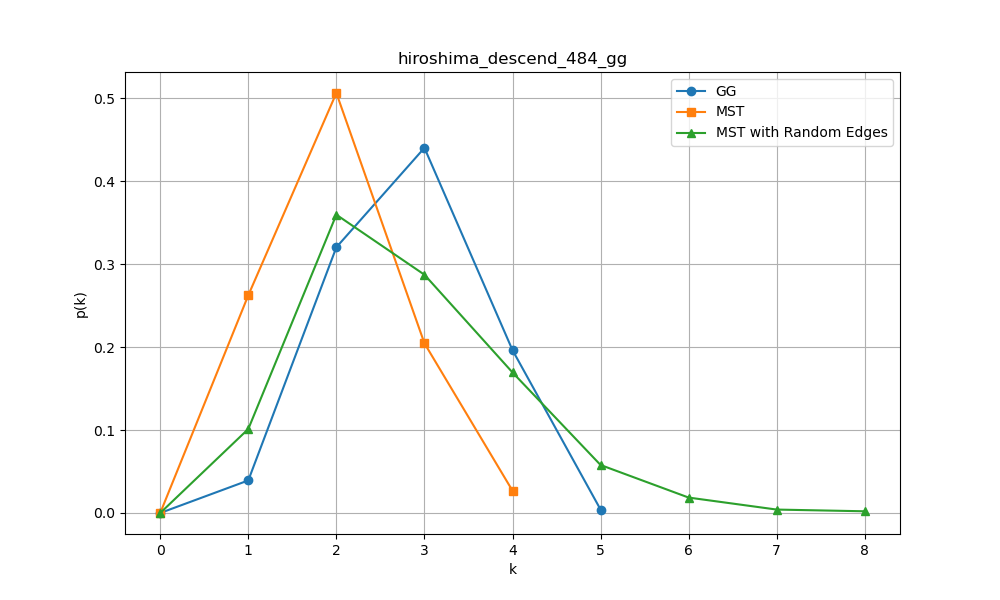 hiroshima_descend_484_gg
GG
MST
MST with Random Edges
p(k)
0.5
0.4
0.3
0.2
0.1
0.0
0 1 2 3 4 5 6 7 8
k